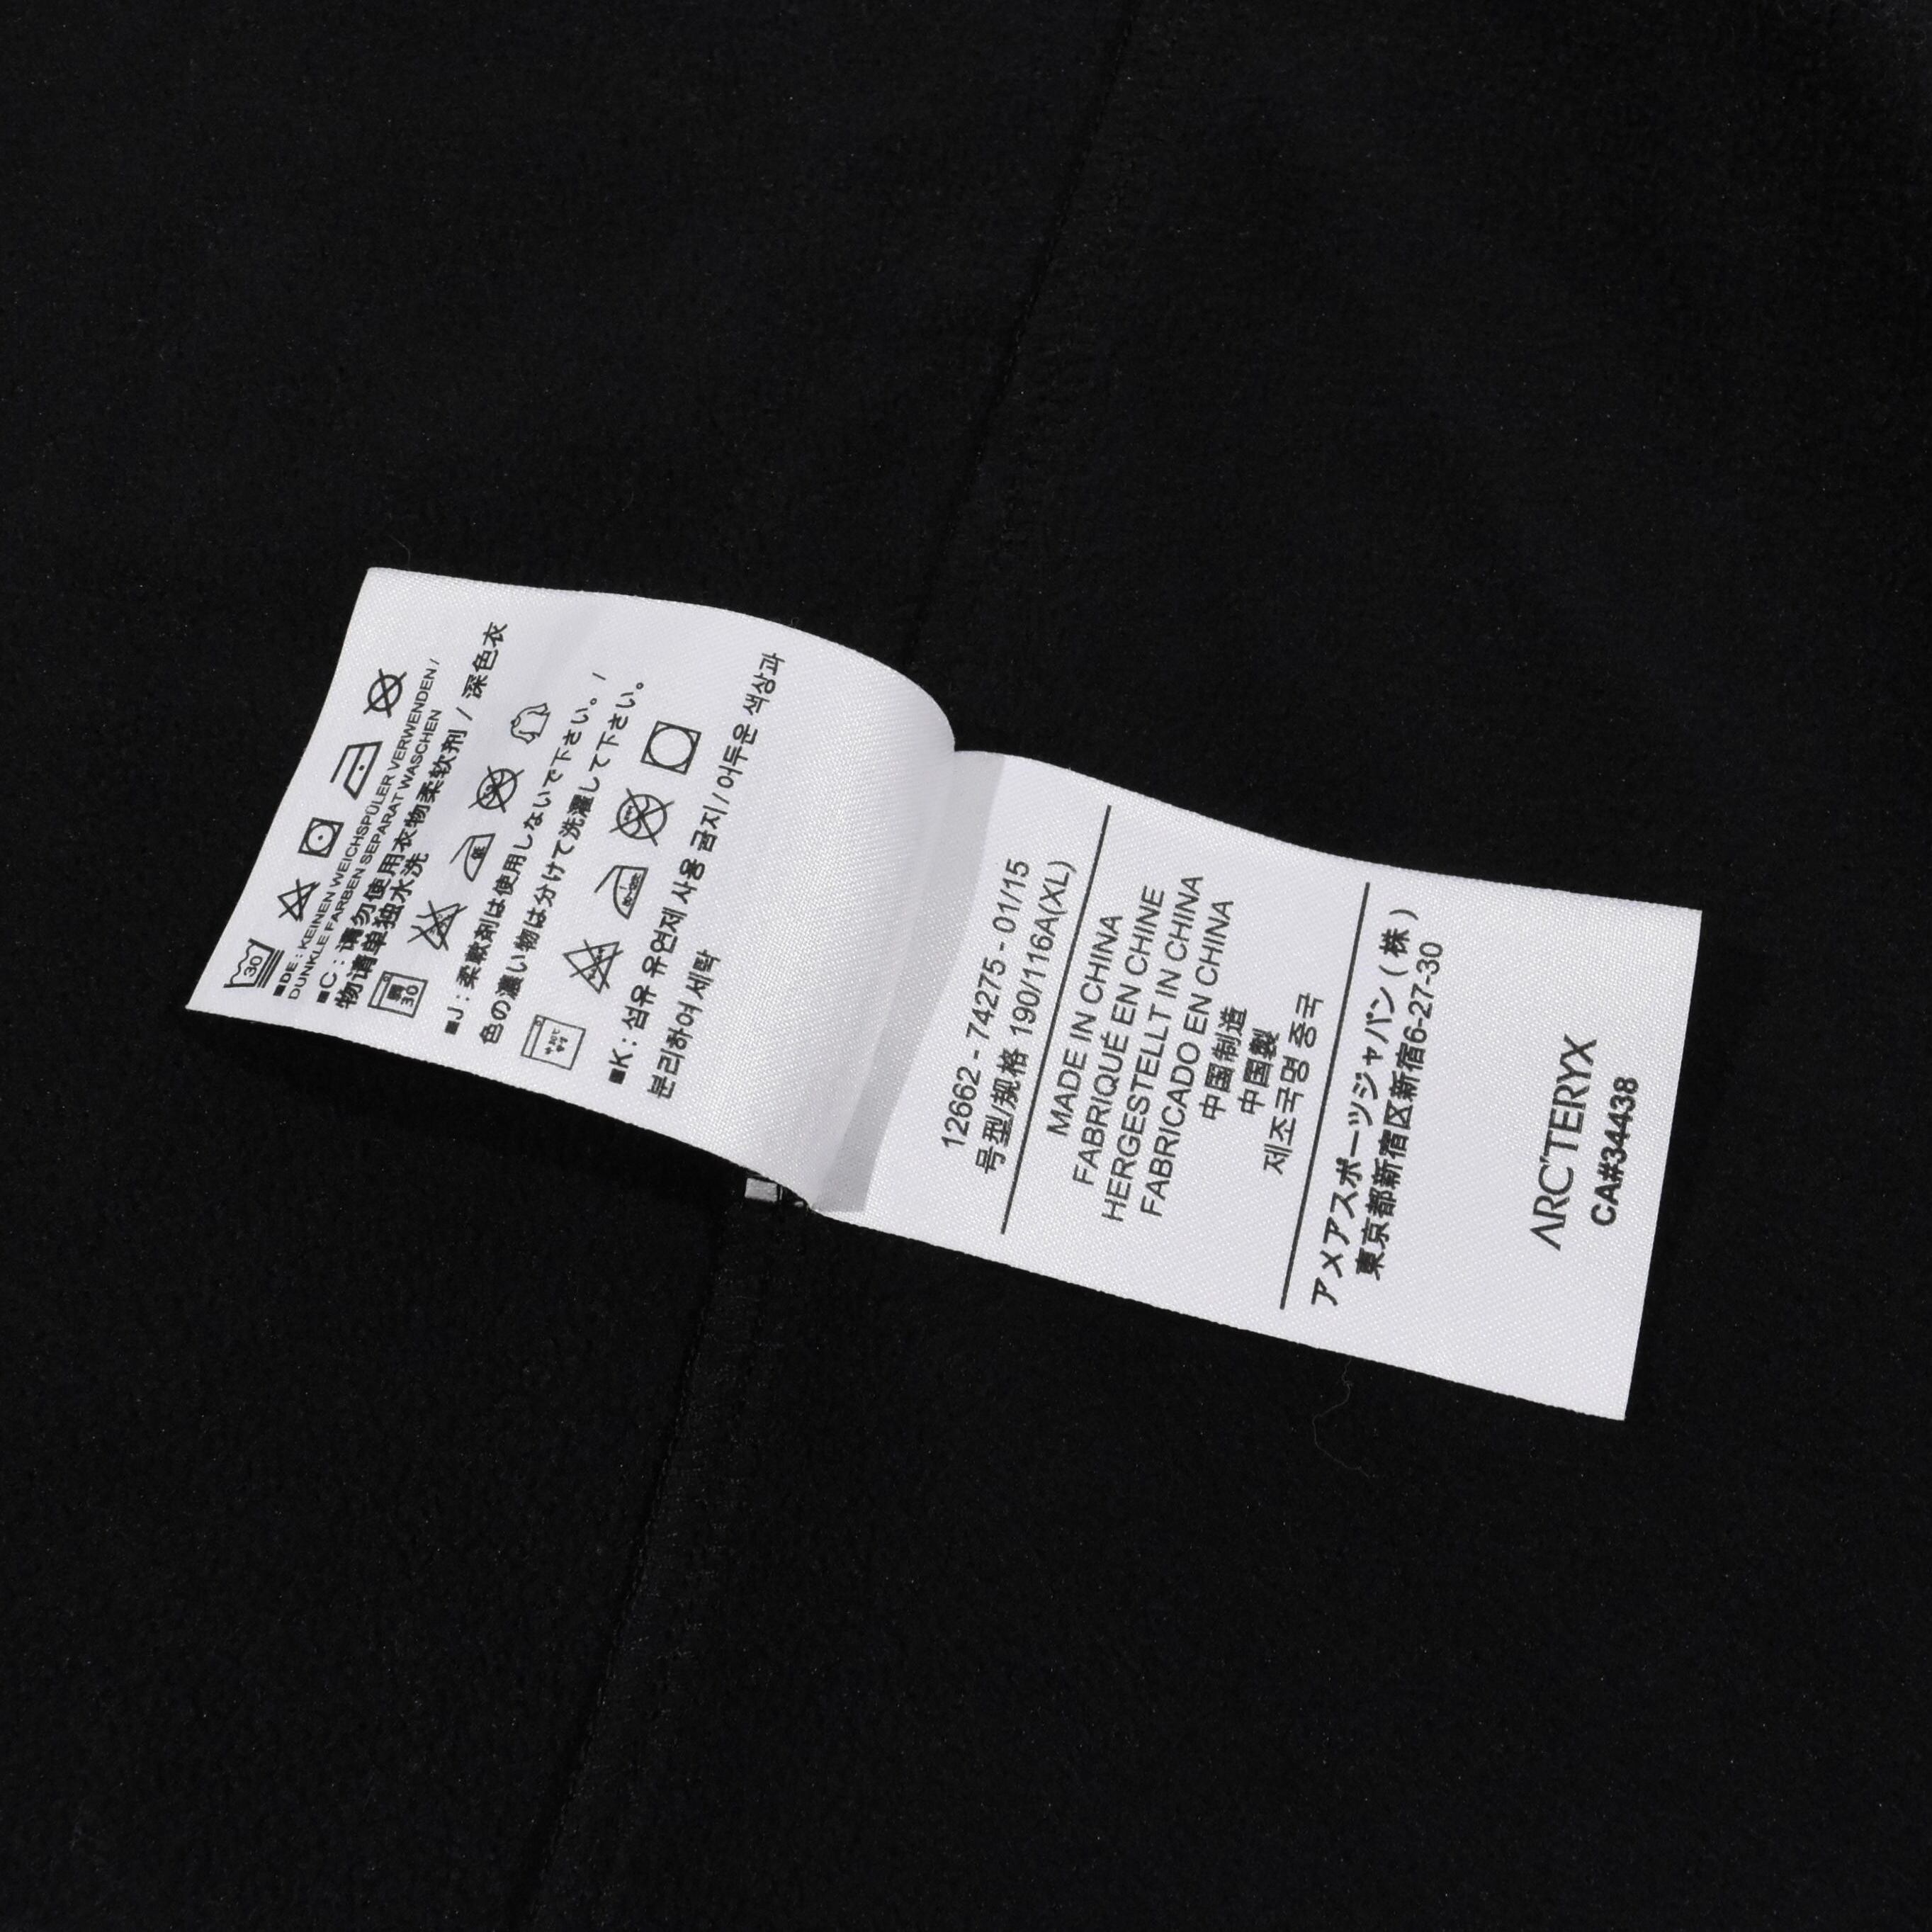 30
■DE : KEINEN WEICHSPÜLER VERWENDEN /
DUNKLE FARBEN SEPARAT WASCHEN
■C : 请勿使用衣物柔软剂 / 深色衣
物请单独水洗
30
■J : 柔軟剤は使用しないで下さい。 /
色の濃い物は分けて洗濯して下さい。
■K : 섬유 유연제 사용 금지 / 어두운 색상과
분리하여 세탁
12662 - 74275 - 01/15
号型/规格 190/116A(XL)
MADE IN CHINA
FABRIQUÉ EN CHINE
HERGESTELLT IN CHINA
FABRICADO EN CHINA
中国制造
中国製
제조국명 중국
アメアスポーツジャパン ( 株 )
東京都新宿区新宿6-27-30
ARC'TERYX
CA#34438